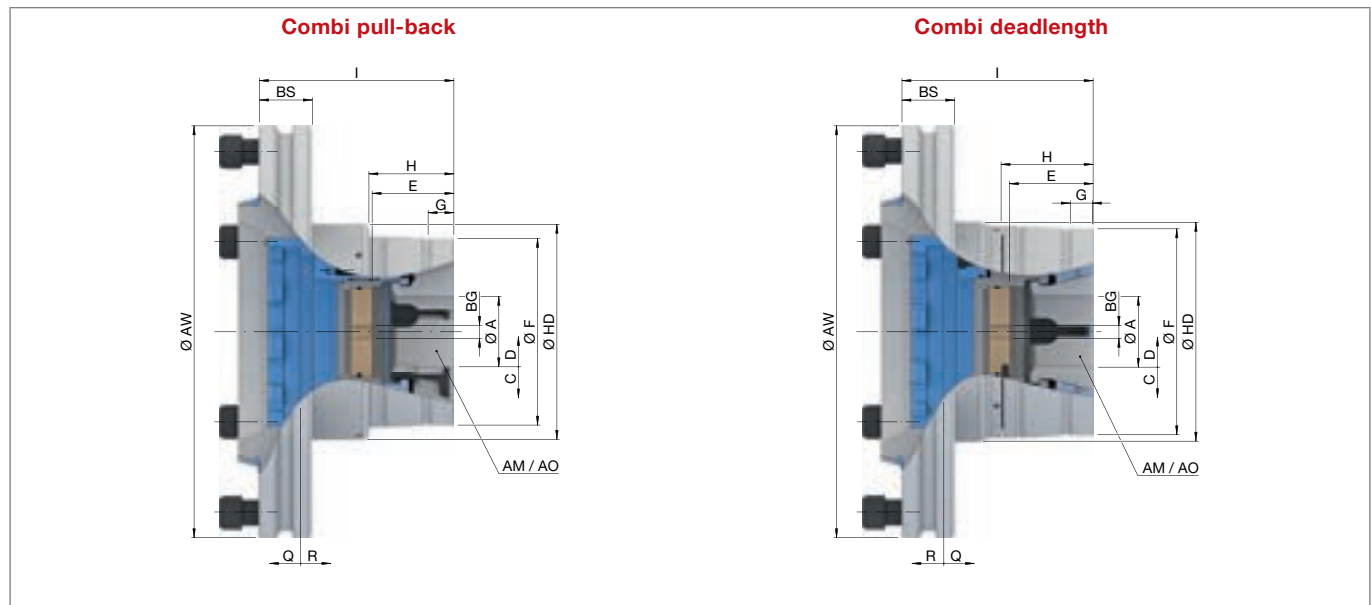 Combi pull-back
I
BS
H
E
G
Ø AW
BG
Ø A
D
C
Ø F
Ø HD
AM / AO
Q R
Combi deadlength
I
BS
H
E
G
Ø AW
BG
Ø A
D
C
Ø F
Ø HD
AM / AO
R Q